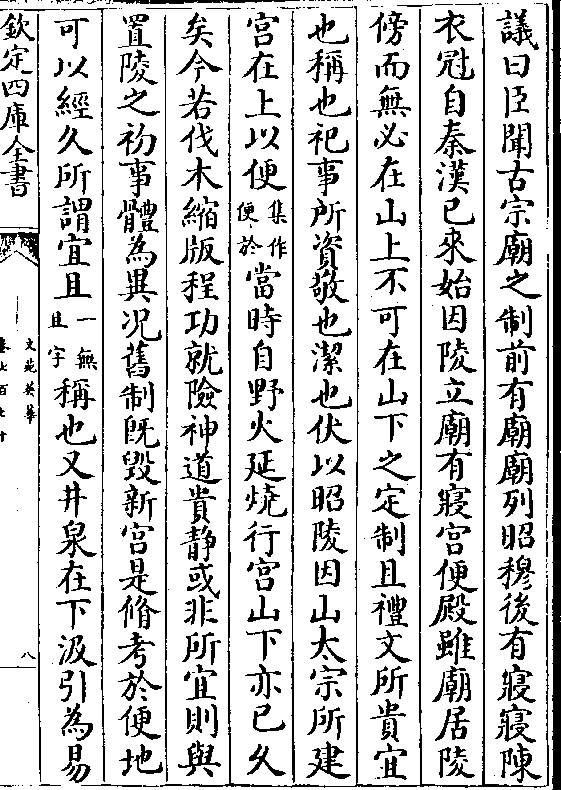 議曰臣聞古宗廟之制前有廟廟列昭穆後有寢寢陳
衣冠自秦漢已來始因陵立廟有寢宮便殿雖廟居陵
傍而無必在山上不可在山下之定制且禮文所貴宜
也稱也祀事所資敬也潔也伏以昭陵因山太宗所建
宮在上以便集作便於當時自野火延燒行宮山下亦已久
矣今若伐木縮版程功就險神道貴静或非所宜則與
置陵之初事體為異况舊制既毀新宮是脩考於便地
可以經久所謂宜且一無且字稱也又井泉在下汲引為易
欽定四庫全書
文苑英華
卷七百七十
八